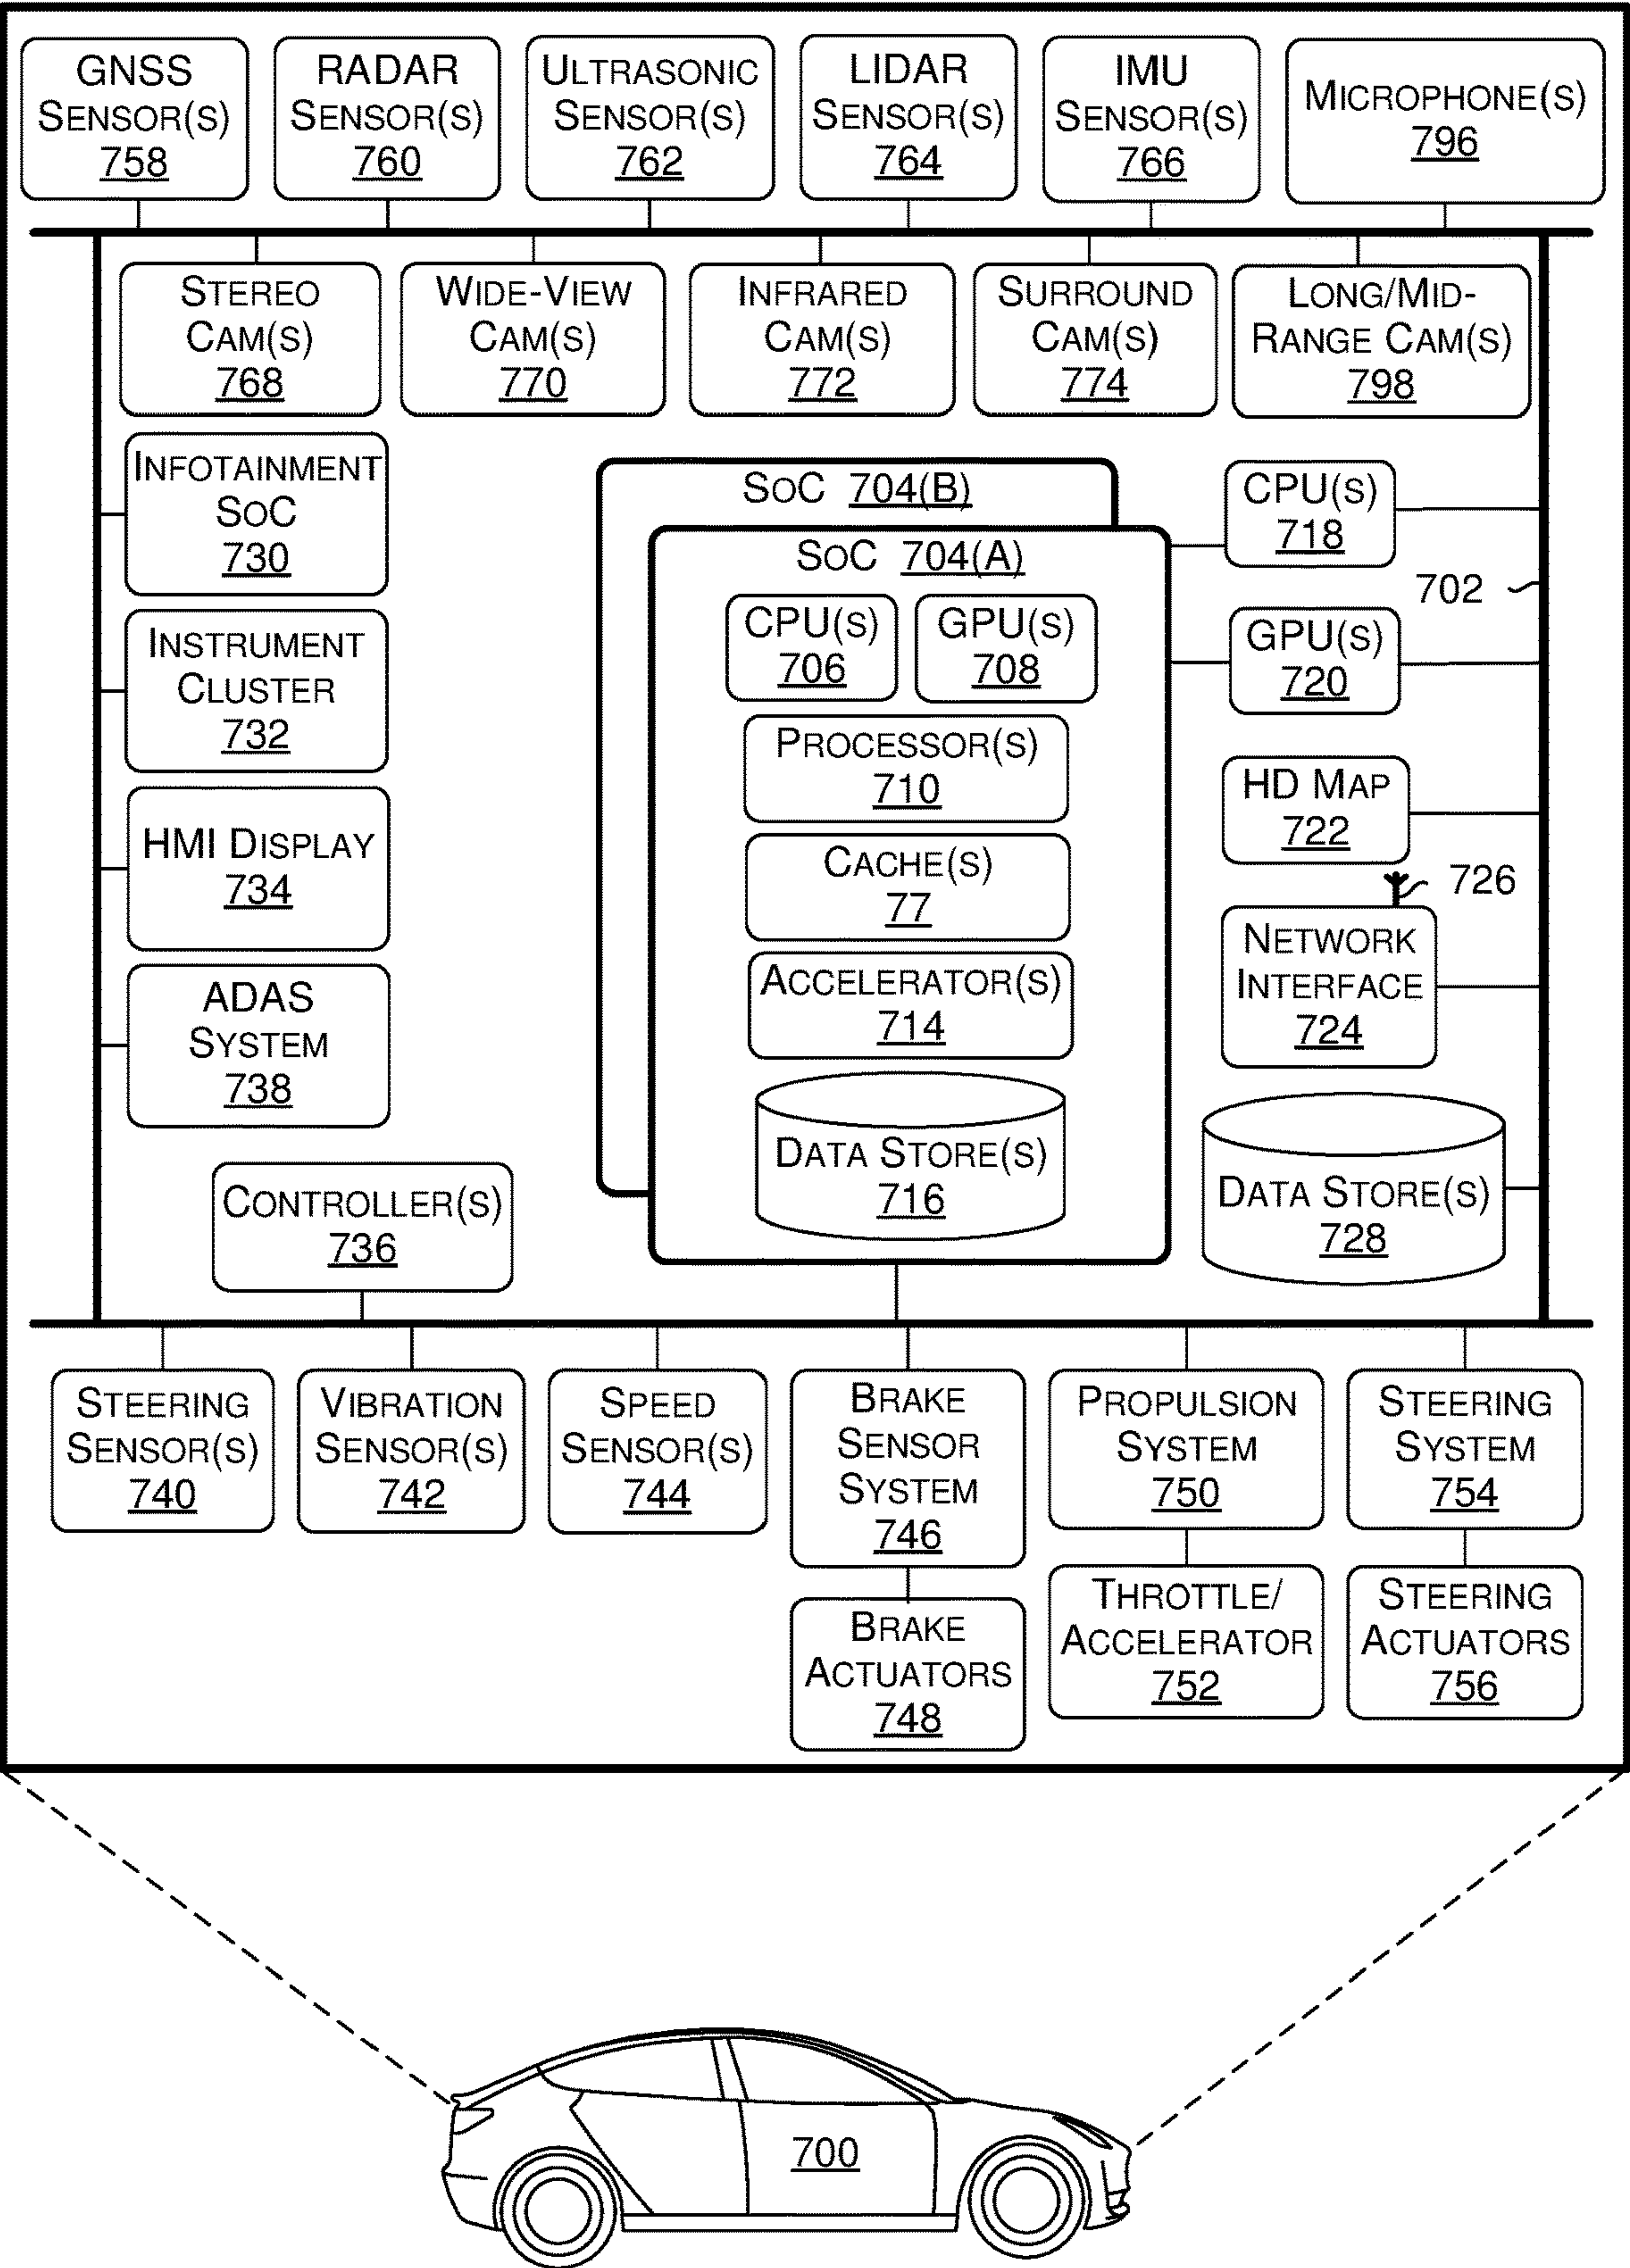 GNSS
SENSOR(S)
758
RADAR
SENSOR(S)
760
ULTRASONIC
SENSOR(S)
762
LIDAR
SENSOR(S)
764
IMU
SENSOR(S)
766
MICROPHONE(S)
796
STEREO
CAM(S)
768
WIDE-VIEW
CAM(S)
770
INFRARED
CAM(S)
772
SURROUND
CAM(S)
774
LONG/MID-
RANGE CAM(S)
798
INFOTAINMENT
SOC
730
INSTRUMENT
CLUSTER
732
HMI DISPLAY
734
ADAS
SYSTEM
738
CONTROLLER(S)
736
SOC 704(B)
SOC 704(A)
CPU(S)
706
GPU(S)
708
PROCESSOR(S)
710
CACHE(S)
77
ACCELERATOR(S)
714
DATA STORE(S)
716
CPU(S)
718
702
GPU(S)
720
HD MAP
722
726
NETWORK
INTERFACE
724
DATA STORE(S)
728
STEERING
SENSOR(S)
740
VIBRATION
SENSOR(S)
742
SPEED
SENSOR(S)
744
BRAKE
SENSOR
SYSTEM
746
PROPULSION
SYSTEM
750
STEERING
SYSTEM
754
BRAKE
ACTUATORS
748
THROTTLE/
ACCELERATOR
752
STEERING
ACTUATORS
756
700